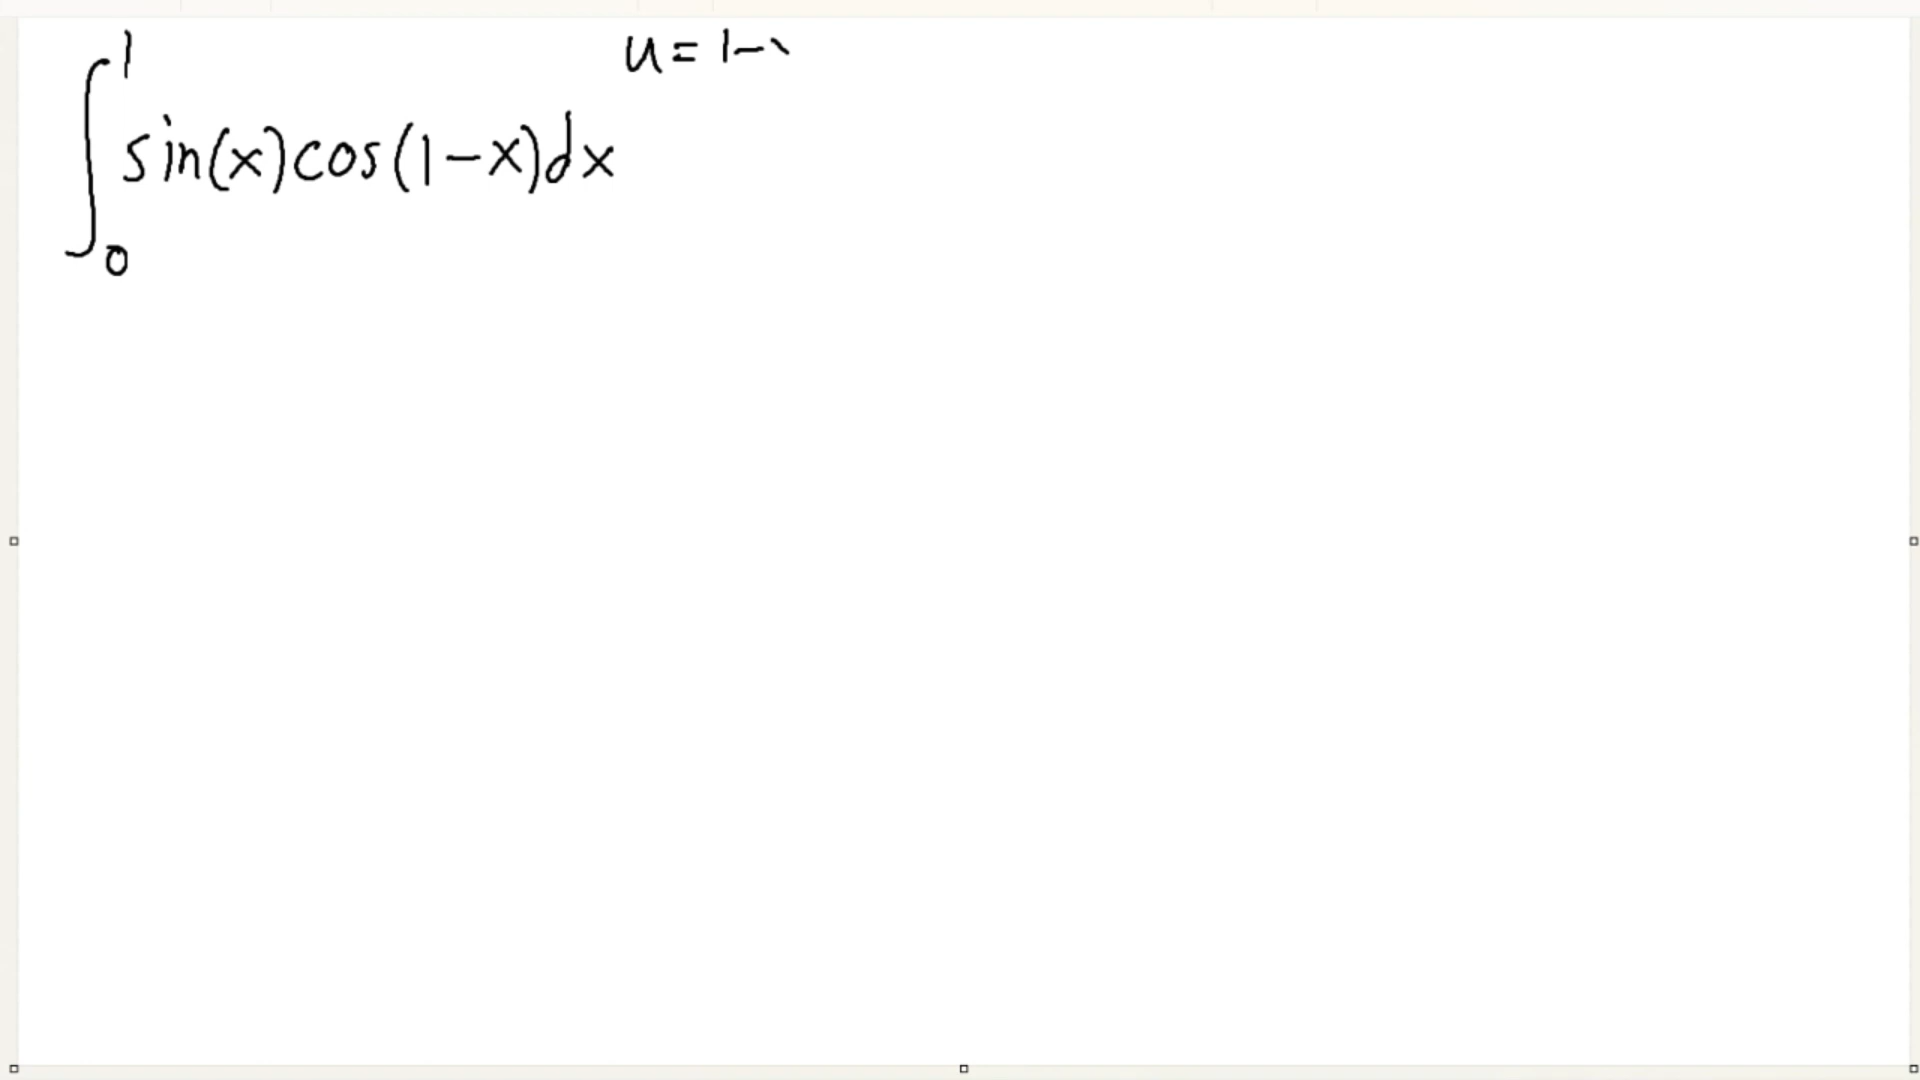 ∫₀¹ sin(x)cos(1-x)dx
u = 1-